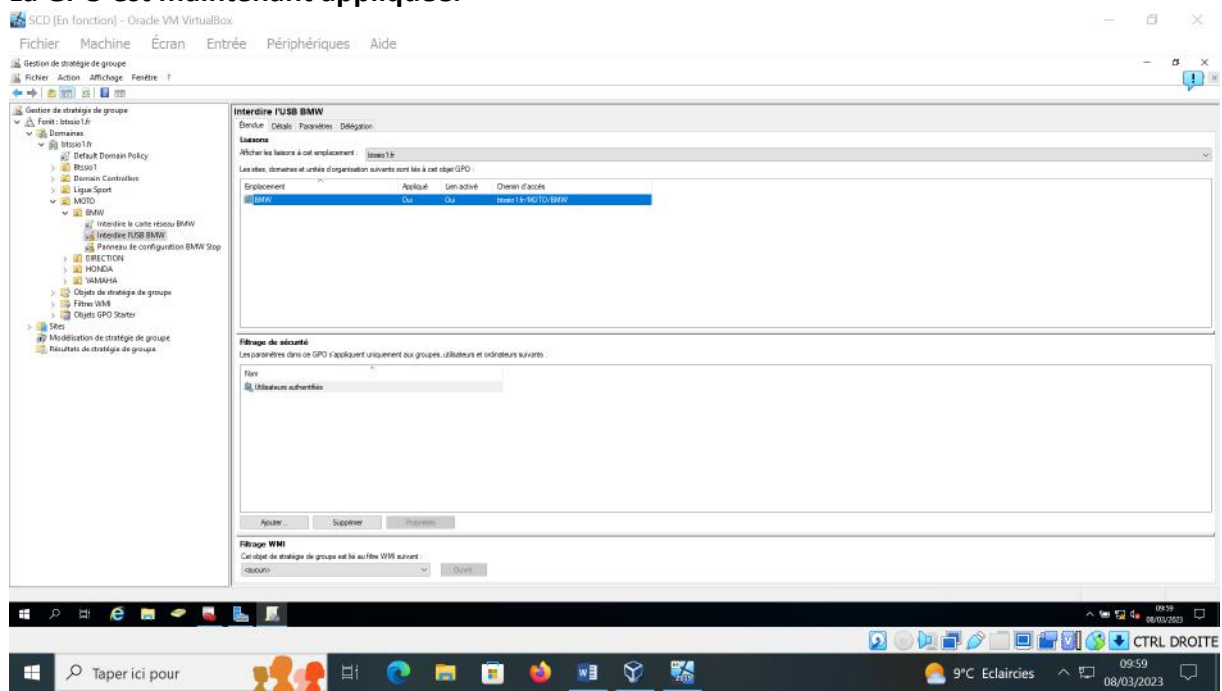 La GPO est maintenant appliquée.
SCD [En fonction] - Oracle VM VirtualBox
Fichier Machine Écran Entrée Périphériques Aide
Gestion de stratégie de groupe
Fichier Action Affichage Fenêtre ?
Gestion de stratégie de groupe
Forêt : btssio1.fr
Domaines
btssio1.fr
Default Domain Policy
Btssio1
Domain Controllers
Ligue Sport
MOTO
BMW
Interdire la carte réseau BMW
Interdire l'USB BMW
Panneau de configuration BMW Stop
DIRECTION
HONDA
YAMAHA
Objets de stratégie de groupe
Filtres WMI
Objets GPO Starter
Sites
Modélisation de stratégie de groupe
Résultats de stratégie de groupe
Interdire l'USB BMW
Étendue Détails Paramètres Délégation
Liaisons
Afficher les liaisons à cet emplacement : btssio1.fr
Les sites, domaines et unités d'organisation suivants sont liés à cet objet GPO :
Emplacement Appliqué Lien activé Chemin d'accès
BMW Oui Oui btssio1.fr/MOTO/BMW
Filtrage de sécurité
Les paramètres dans ce GPO s'appliquent uniquement aux groupes, utilisateurs et ordinateurs suivants :
Nom
Utilisateurs authentifiés
Ajouter... Supprimer Propriétés
Filtrage WMI
Cet objet de stratégie de groupe est lié au filtre WMI suivant :
<aucun> Ouvrir
09:59
08/03/2023
CTRL DROITE
Taper ici pour
9°C Eclaircies
09:59
08/03/2023